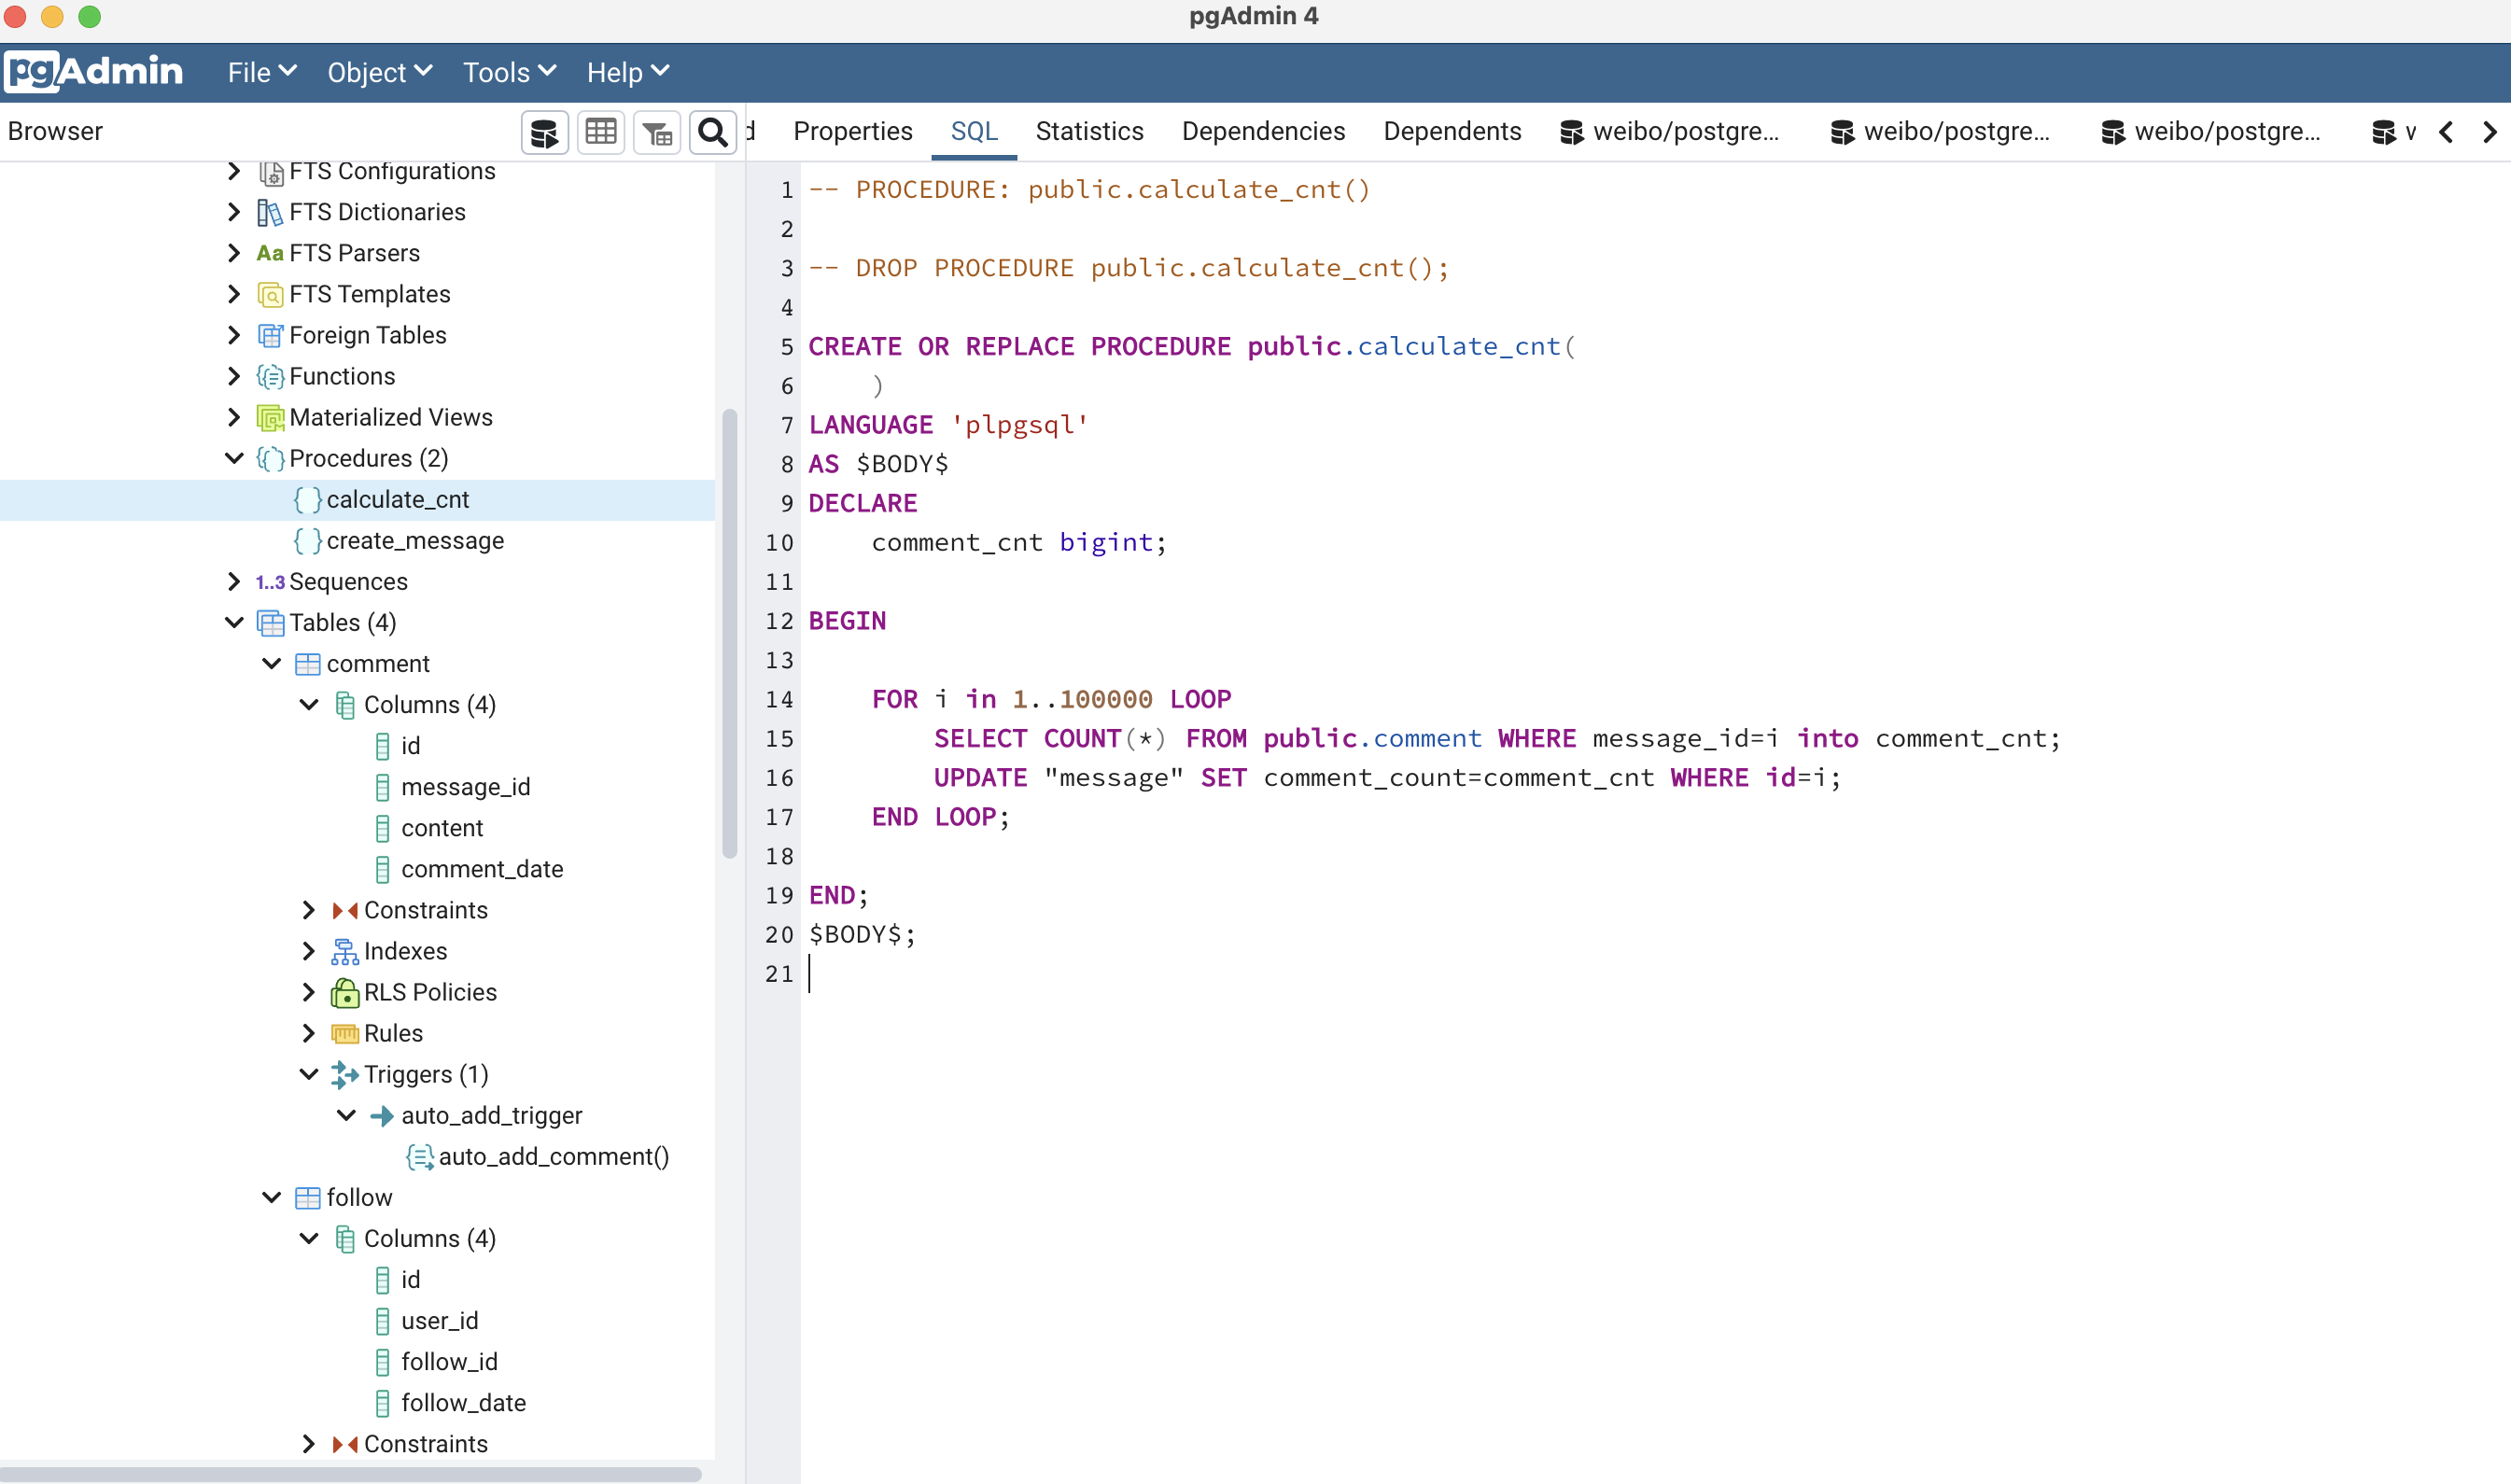 pgAdmin 4
pgAdmin File Object Tools Help
Browser
d Properties SQL Statistics Dependencies Dependents weibo/postgre... weibo/postgre... weibo/postgre...
FTS Configurations
FTS Dictionaries
Aa FTS Parsers
FTS Templates
Foreign Tables
Functions
Materialized Views
Procedures (2)
calculate_cnt
create_message
1..3 Sequences
Tables (4)
comment
Columns (4)
id
message_id
content
comment_date
Constraints
Indexes
RLS Policies
Rules
Triggers (1)
auto_add_trigger
auto_add_comment()
follow
Columns (4)
id
user_id
follow_id
follow_date
Constraints
1 -- PROCEDURE: public.calculate_cnt()
2
3 -- DROP PROCEDURE public.calculate_cnt();
4
5 CREATE OR REPLACE PROCEDURE public.calculate_cnt(
6 )
7 LANGUAGE 'plpgsql'
8 AS $BODY$
9 DECLARE
10 comment_cnt bigint;
11
12 BEGIN
13
14 FOR i in 1..100000 LOOP
15 SELECT COUNT(*) FROM public.comment WHERE message_id=i into comment_cnt;
16 UPDATE "message" SET comment_count=comment_cnt WHERE id=i;
17 END LOOP;
18
19 END;
20 $BODY$;
21